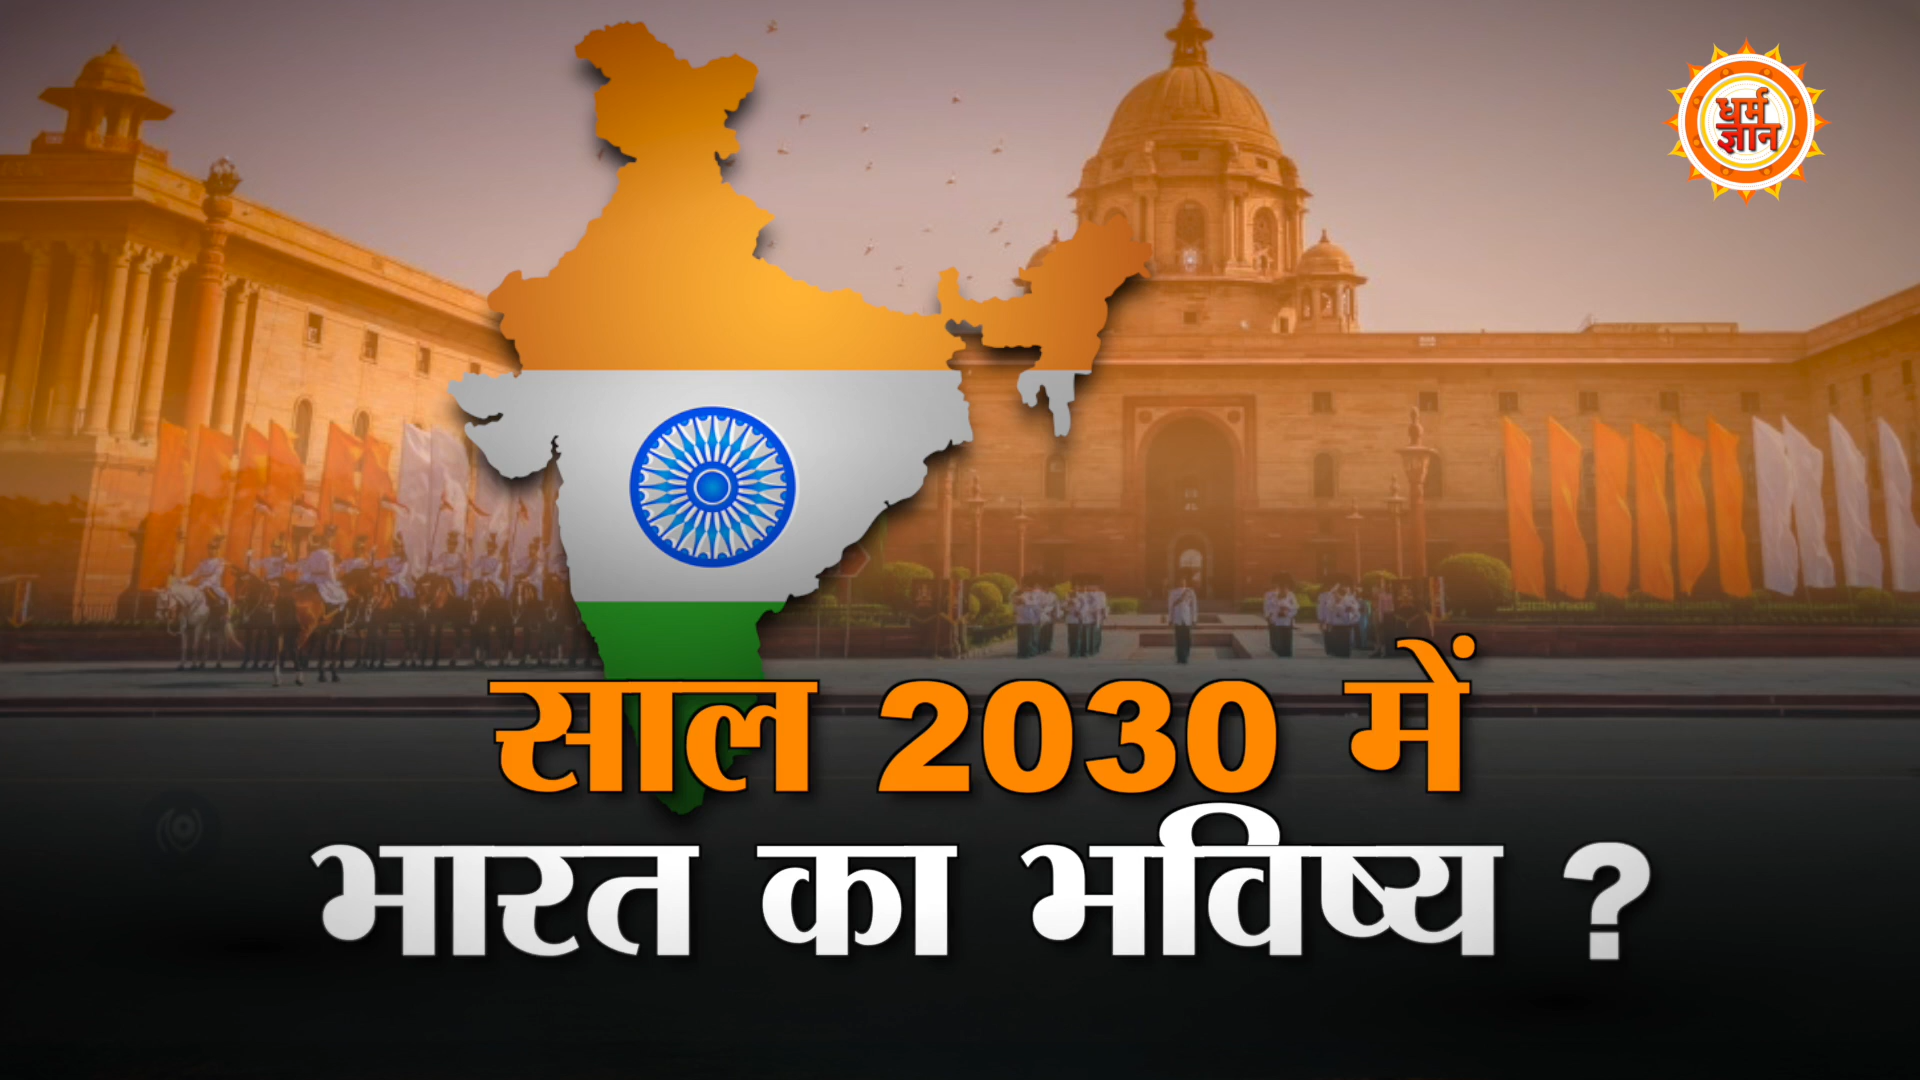 धर्म
ज्ञान
साल 2030 में
भारत का भविष्य ?